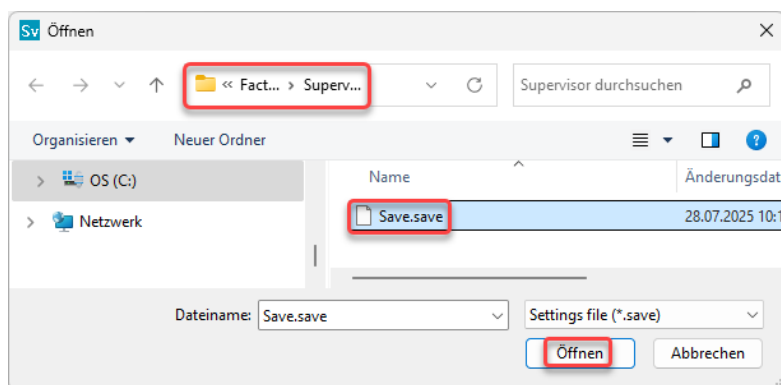 Sv Öffnen
« Fact... › Superv... Supervisor durchsuchen
Organisieren Neuer Ordner ?
OS (C:) Name Änderungsdat
Netzwerk Save.save 28.07.2025 10:1
Dateiname: Save.save Settings file (*.save)
Öffnen Abbrechen